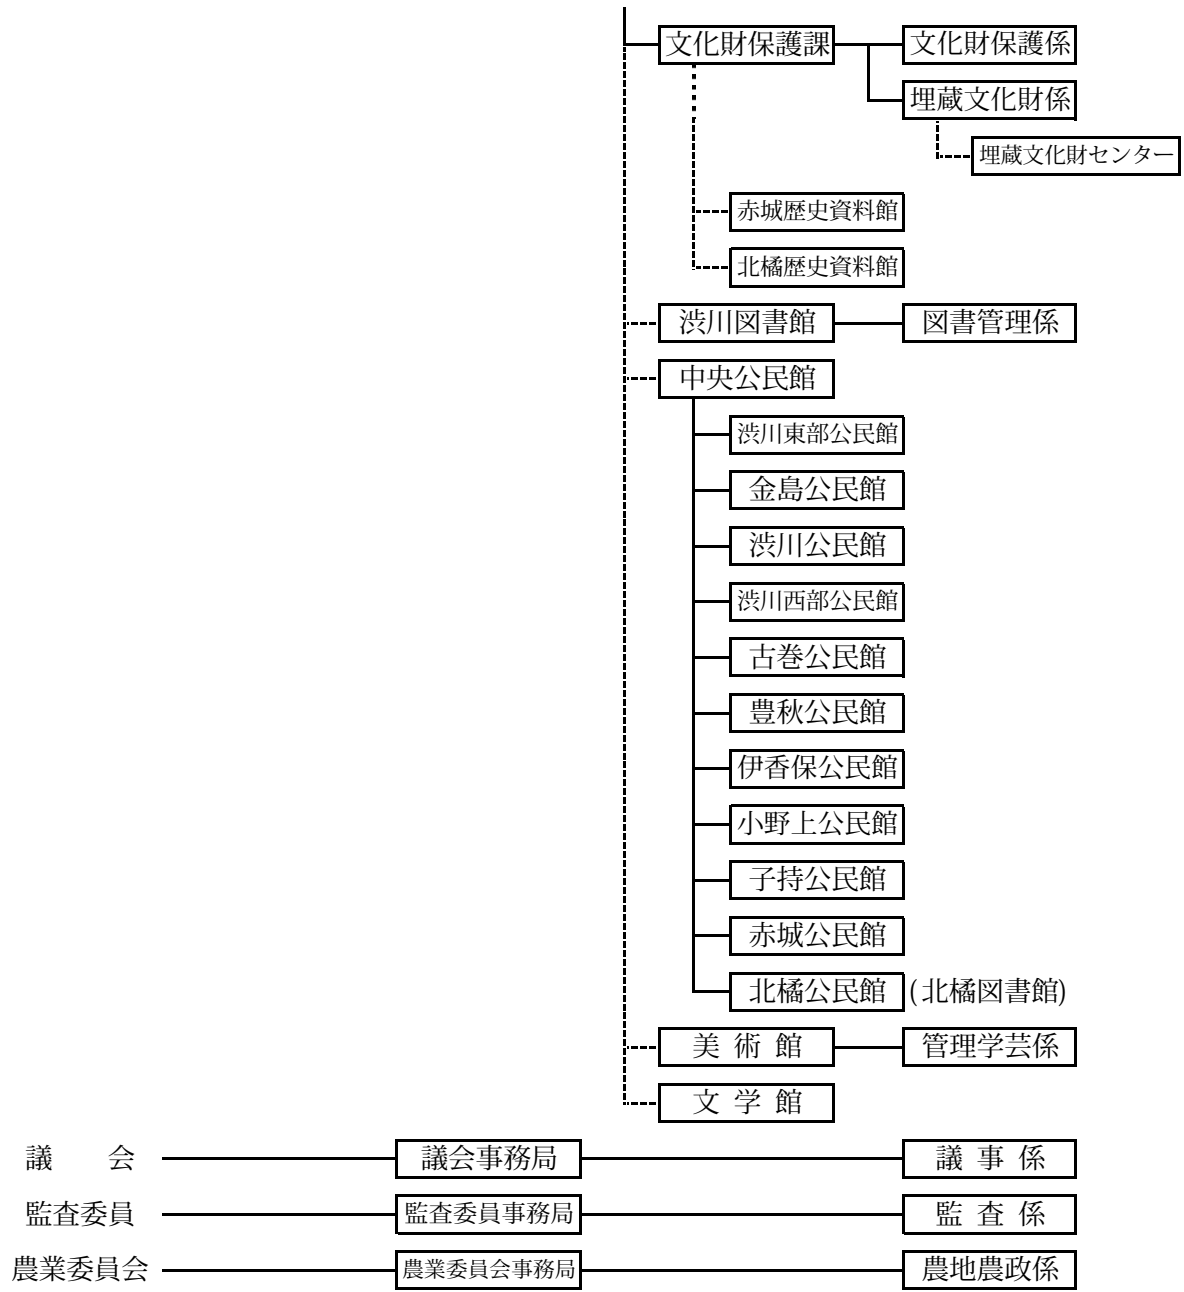 文化財保護課 文化財保護係
埋蔵文化財係
埋蔵文化財センター
赤城歴史資料館
北橘歴史資料館
渋川図書館 図書管理係
中央公民館
渋川東部公民館
金島公民館
渋川公民館
渋川西部公民館
古巻公民館
豊秋公民館
伊香保公民館
小野上公民館
子持公民館
赤城公民館
北橘公民館 (北橘図書館)
美術館 管理学芸係
文学館
議会 議会事務局 議事係
監査委員 監査委員事務局 監査係
農業委員会 農業委員会事務局 農地農政係